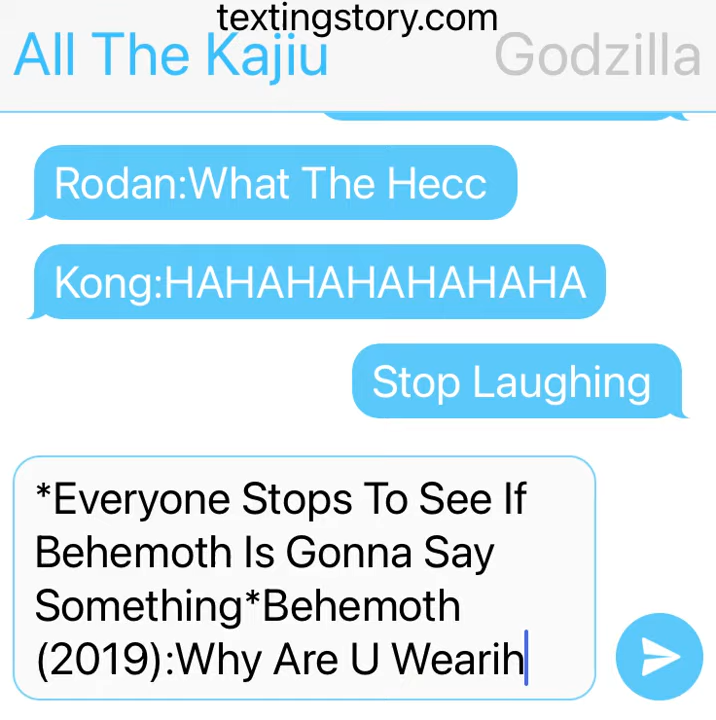 textingstory.com
All The Kajiu
Godzilla
Rodan:What The Hecc
Kong:HAHAHAHAHAHAHA
Stop Laughing
*Everyone Stops To See If
Behemoth Is Gonna Say
Something*Behemoth
(2019):Why Are U Wearih